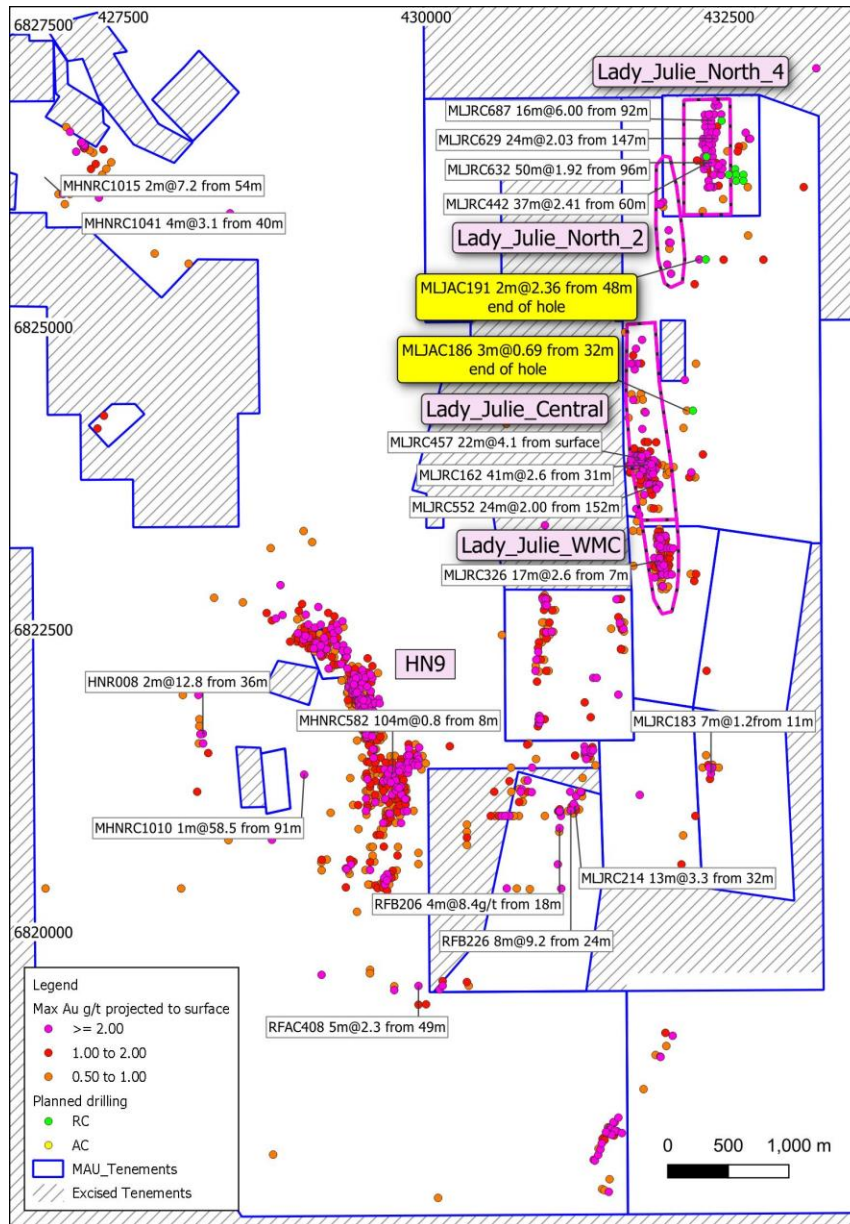 427500
430000
432500
6827500
Lady_Julie_North_4
MLJRC687 16m@6.00 from 92m
MLJRC629 24m@2.03 from 147m
MHNRC1015 2m@7.2 from 54m
MLJRC632 50m@1.92 from 96m
MLJRC442 37m@2.41 from 60m
MHNRC1041 4m@3.1 from 40m
Lady_Julie_North_2
MLJAC191 2m@2.36 from 48m
end of hole
6825000
MLJAC186 3m@0.69 from 32m
end of hole
Lady_Julie_Central
MLJRC457 22m@4.1 from surface
MLJRC162 41m@2.6 from 31m
MLJRC552 24m@2.00 from 152m
Lady_Julie_WMC
MLJRC326 17m@2.6 from 7m
6822500
HN9
HNR008 2m@12.8 from 36m
MHNRC582 104m@0.8 from 8m
MLJRC183 7m@1.2from 11m
MHNRC1010 1m@58.5 from 91m
MLJRC214 13m@3.3 from 32m
RFB206 4m@8.4g/t from 18m
6820000
RFB226 8m@9.2 from 24m
RFAC408 5m@2.3 from 49m
Legend
Max Au g/t projected to surface
>= 2.00
1.00 to 2.00
0.50 to 1.00
Planned drilling
RC
AC
MAU_Tenements
Excised Tenements
0 500 1,000 m